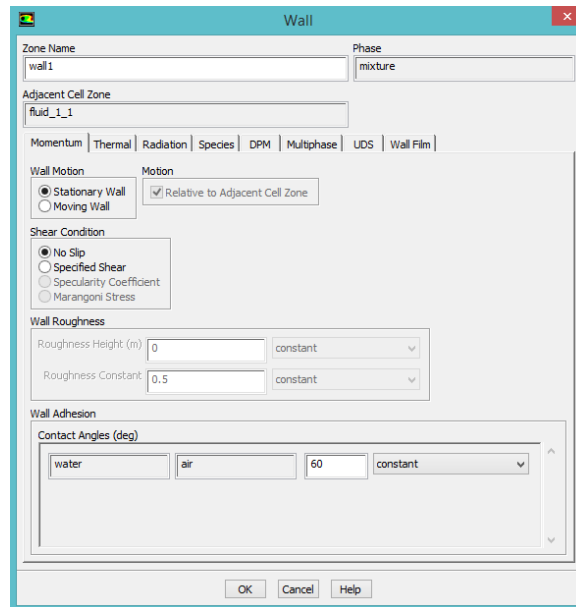 Wall
Zone Name
Phase
wall1
mixture
Adjacent Cell Zone
fluid_1_1
Momentum Thermal Radiation Species DPM Multiphase UDS Wall Film
Wall Motion Motion
Stationary Wall Relative to Adjacent Cell Zone
Moving Wall
Shear Condition
No Slip
Specified Shear
Specularity Coefficient
Marangoni Stress
Wall Roughness
Roughness Height (m) 0 constant
Roughness Constant 0.5 constant
Wall Adhesion
Contact Angles (deg)
water air 60 constant
OK Cancel Help